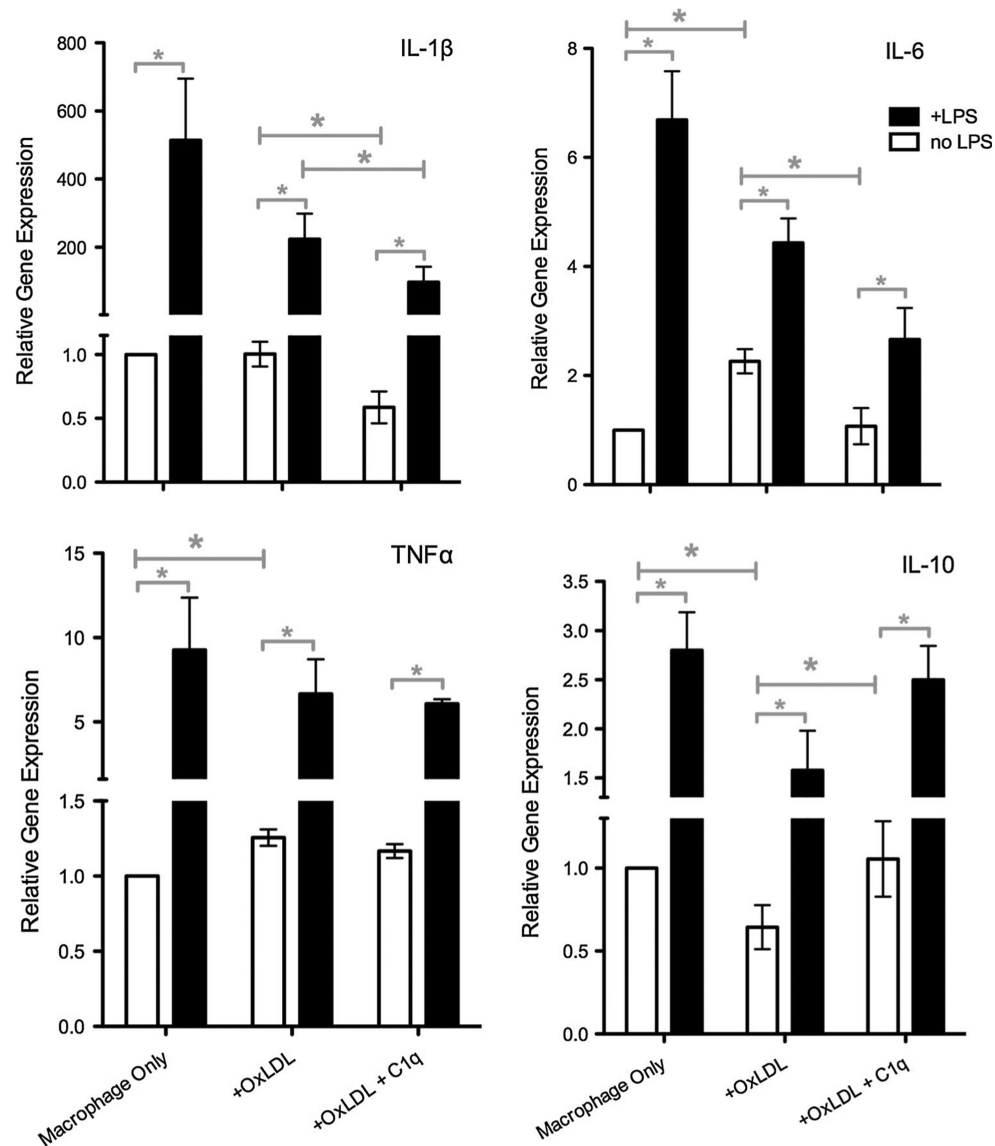 IL-1β
Relative Gene Expression
800
600
400
200
1.0
0.5
0.0
*
*
*
*
*
IL-6
Relative Gene Expression
8
6
4
2
0
+LPS
no LPS
*
*
*
*
*
TNFα
Relative Gene Expression
15
10
5
1.5
1.0
0.5
0.0
*
*
*
*
Macrophage Only
+OxLDL
+OxLDL + C1q
IL-10
Relative Gene Expression
3.5
3.0
2.5
2.0
1.5
1.0
0.5
0.0
*
*
*
*
*
Macrophage Only
+OxLDL
+OxLDL + C1q